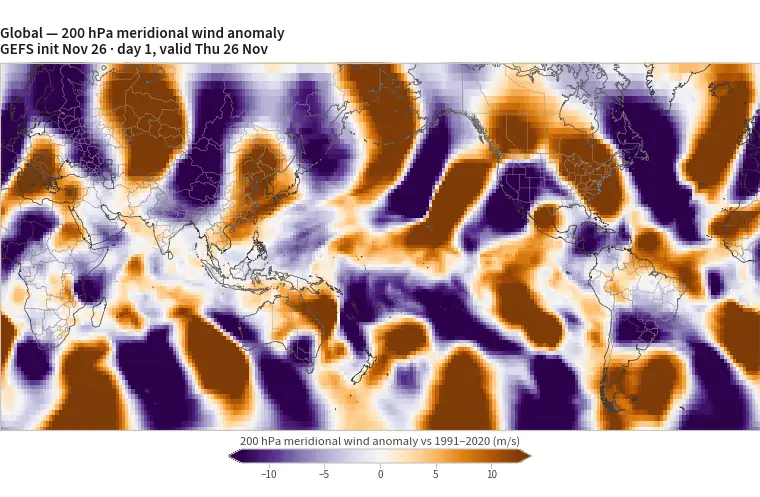 Global — 200 hPa meridional wind anomaly
GEFS init Nov 26 · day 1, valid Thu 26 Nov
200 hPa meridional wind anomaly vs 1991–2020 (m/s)
−10 −5 0 5 10